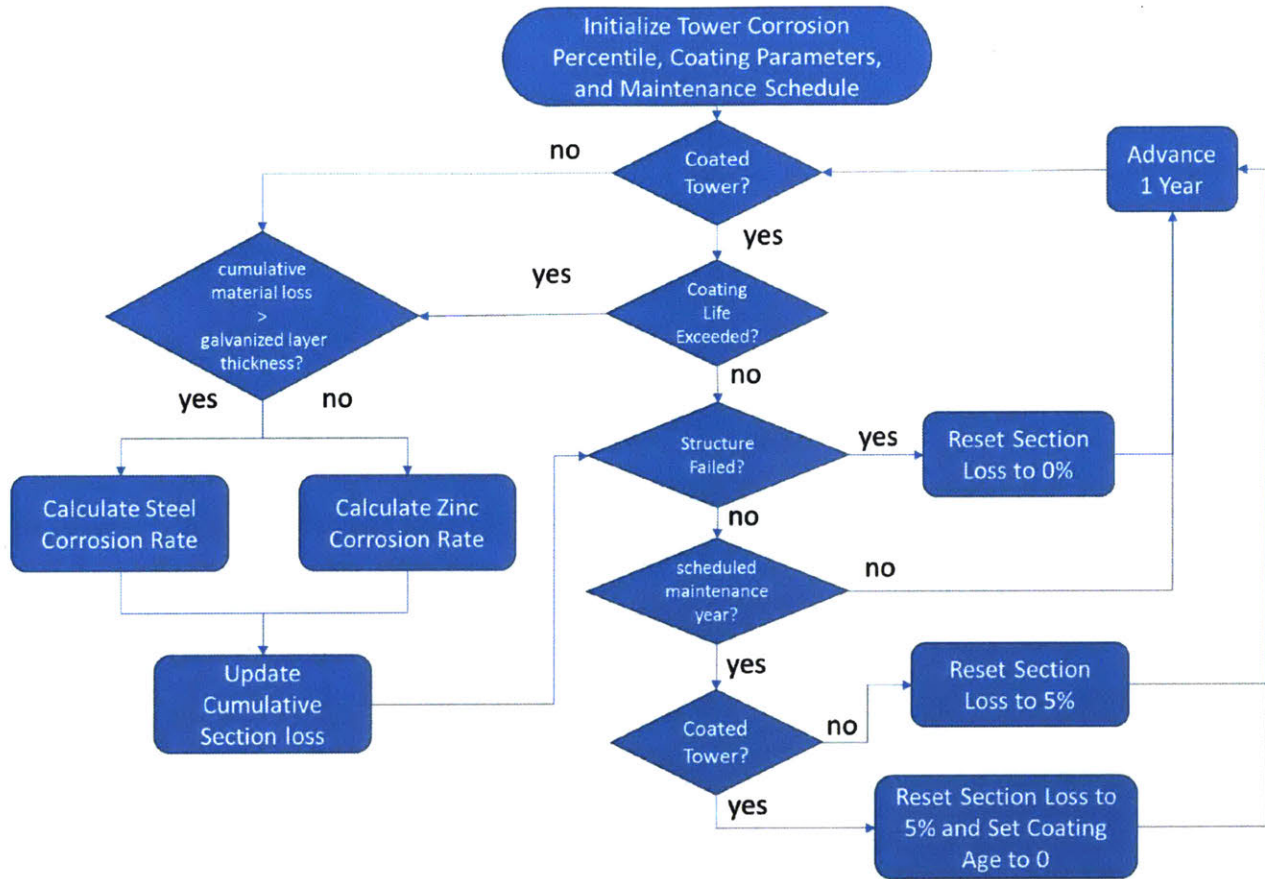 Initialize Tower Corrosion
Percentile, Coating Parameters,
and Maintenance Schedule
no
Coated
Tower?
Advance
1 Year
yes
cumulative
material loss
>
galvanized layer
thickness?
yes
Coating
Life
Exceeded?
no
yes
no
Structure
Failed?
yes
Reset Section
Loss to 0%
Calculate Steel
Corrosion Rate
Calculate Zinc
Corrosion Rate
no
scheduled
maintenance
year?
no
yes
Update
Cumulative
Section loss
Reset Section
Loss to 5%
Coated
Tower?
no
yes
Reset Section Loss to
5% and Set Coating
Age to 0